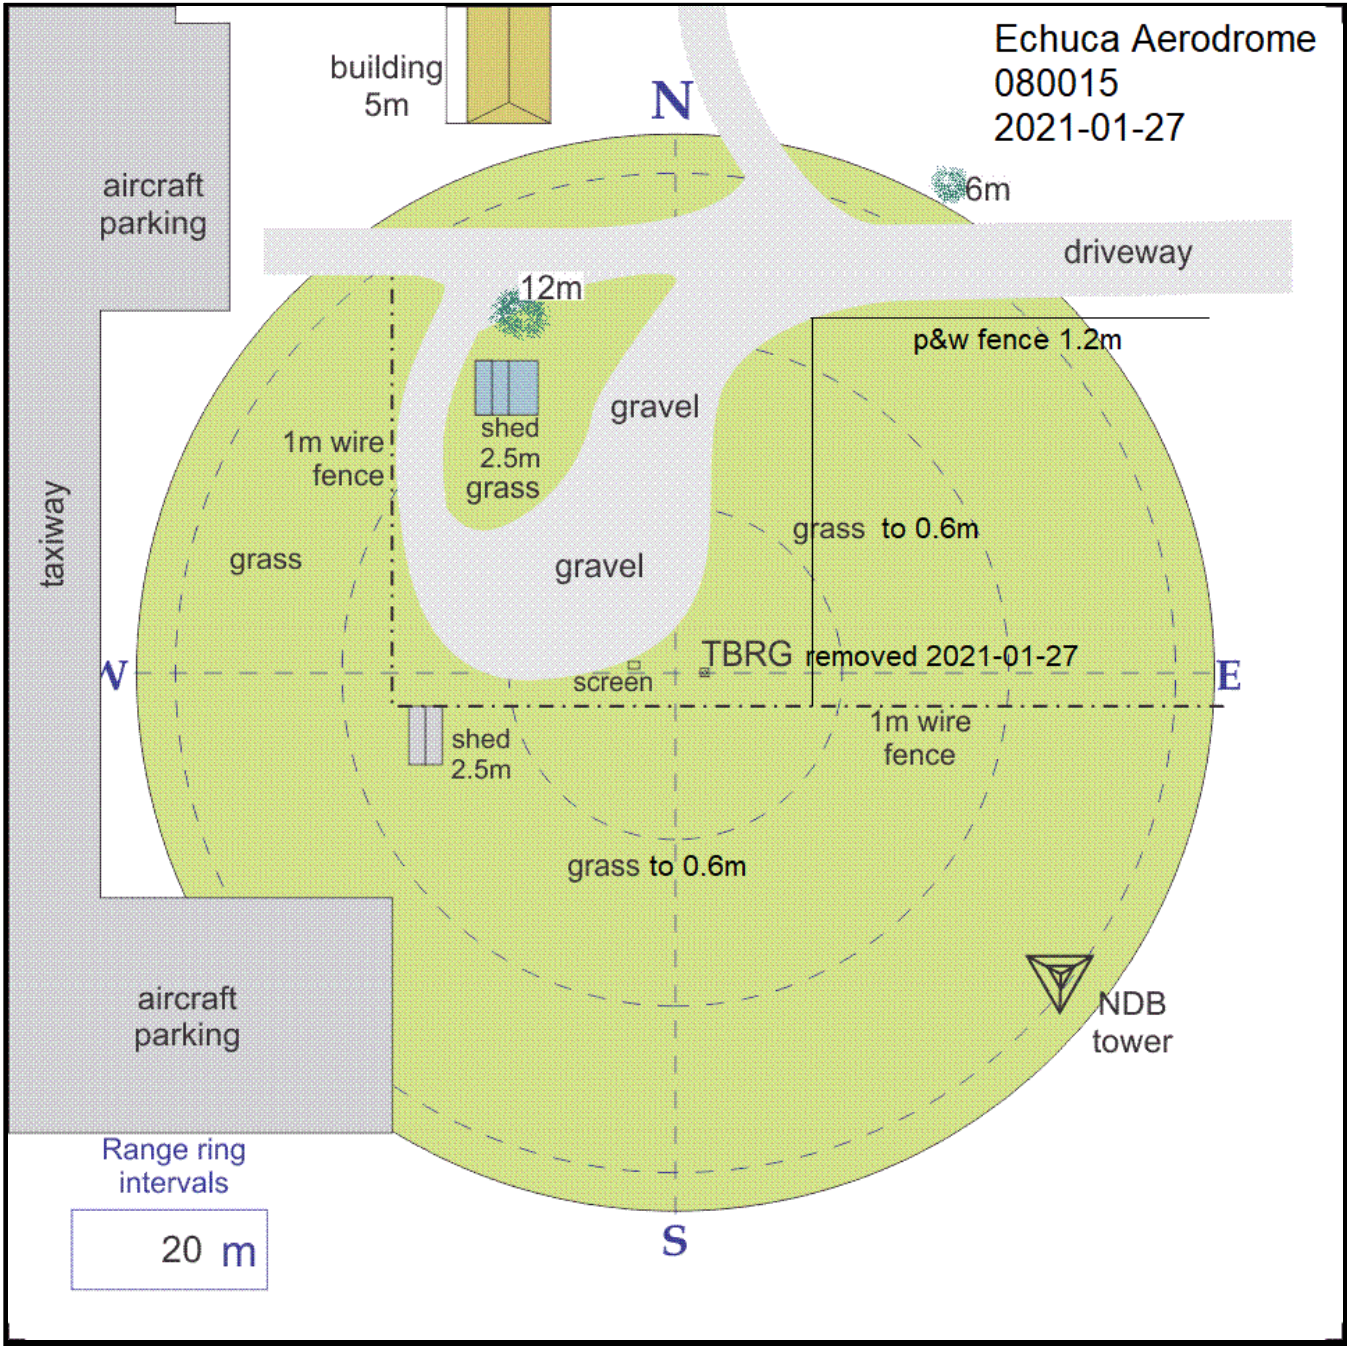 Echuca Aerodrome
080015
2021-01-27
building
5m
N
aircraft
parking
6m
driveway
12m
p&w fence 1.2m
gravel
shed
2.5m
grass
1m wire
fence
taxiway
grass
grass to 0.6m
gravel
TBRG removed 2021-01-27
screen
W
E
1m wire
fence
shed
2.5m
grass to 0.6m
NDB
tower
aircraft
parking
Range ring
intervals
20 m
S